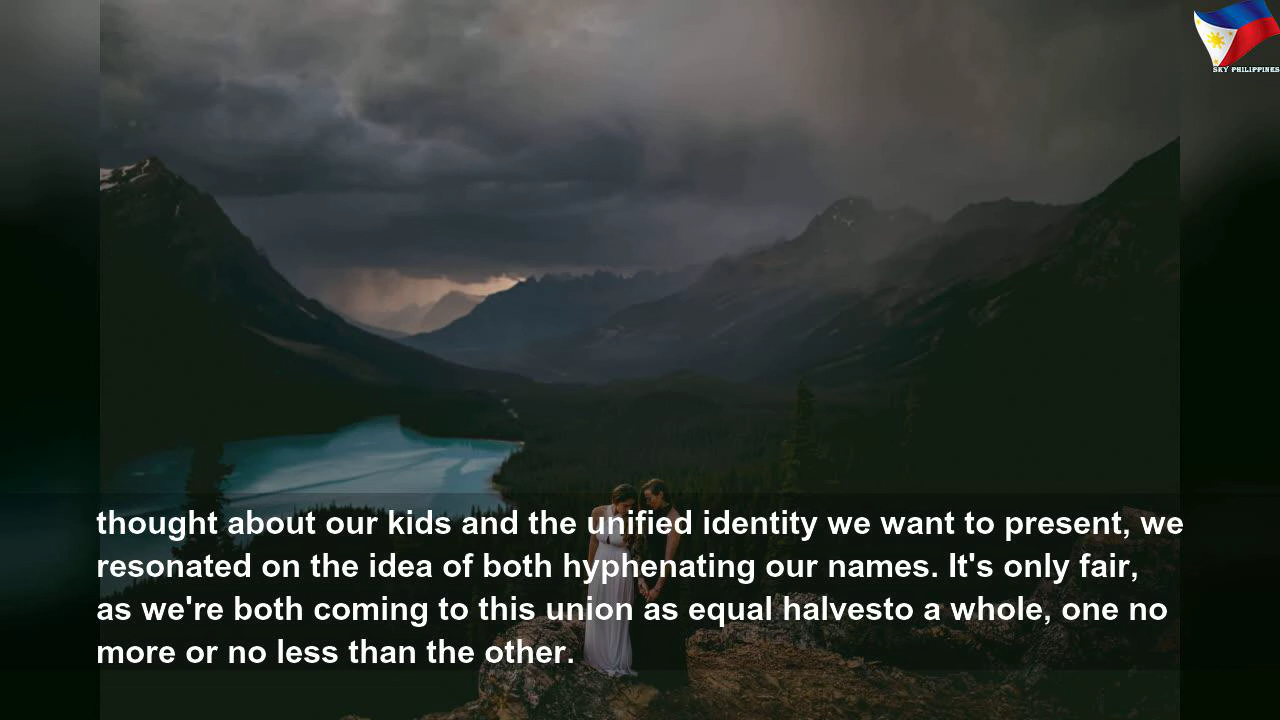 SKY PHILIPPINES
thought about our kids and the unified identity we want to present, we
resonated on the idea of both hyphenating our names. It's only fair,
as we're both coming to this union as equal halvesto a whole, one no
more or no less than the other.